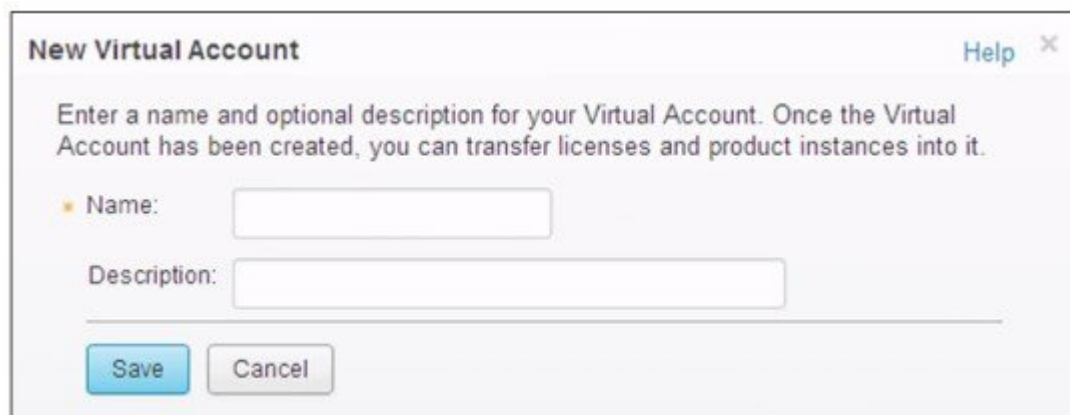 New Virtual Account
Help ×
Enter a name and optional description for your Virtual Account. Once the Virtual
Account has been created, you can transfer licenses and product instances into it.
* Name:
Description:
Save Cancel